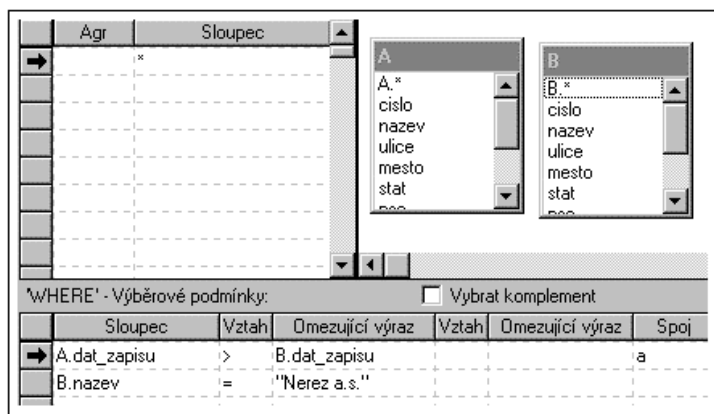 Agr Sloupec
*
A
A.*
cislo
nazev
ulice
mesto
stat
B
B.*
cislo
nazev
ulice
mesto
stat
'WHERE' - Výběrové podmínky: Vybrat komplement
Sloupec Vztah Omezující výraz Vztah Omezující výraz Spoj
A.dat_zapisu > B.dat_zapisu a
B.nazev = "Nerez a.s."